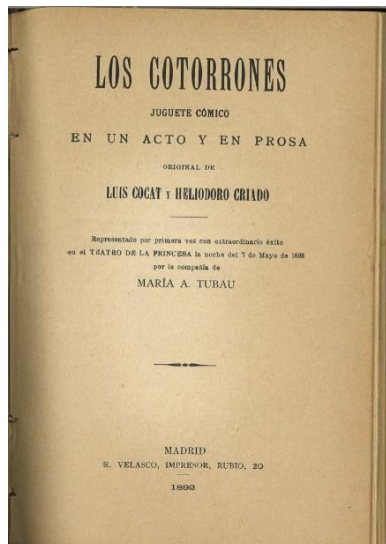 LOS COTORRONES
JUGUETE CÓMICO
EN UN ACTO Y EN PROSA
ORIGINAL DE
LUIS COCAT Y HELIODORO CRIADO
Representado por primera vez con extraordinario éxito
en el TEATRO DE LA PRINCESA la noche del 7 de Mayo de 1892
por la compañía de
MARÍA A. TUBAU
MADRID
R. VELASCO, IMPRESOR, RUBIO, 20
1892